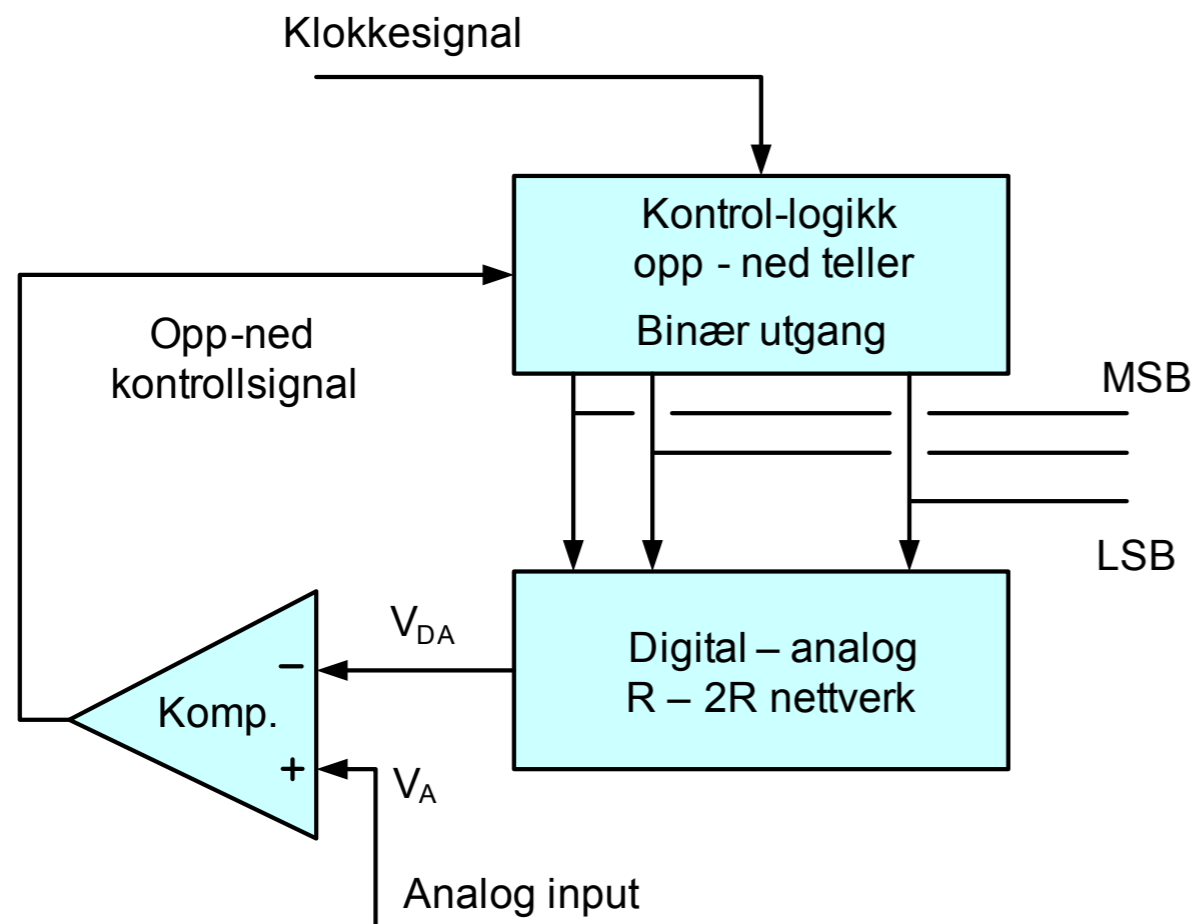 Klokkesignal
Kontrol-logikk
opp - ned teller
Binær utgang
Opp-ned
kontrollsignal
MSB
LSB
V_DA
Digital – analog
R – 2R nettverk
−
Komp.
+
V_A
Analog input